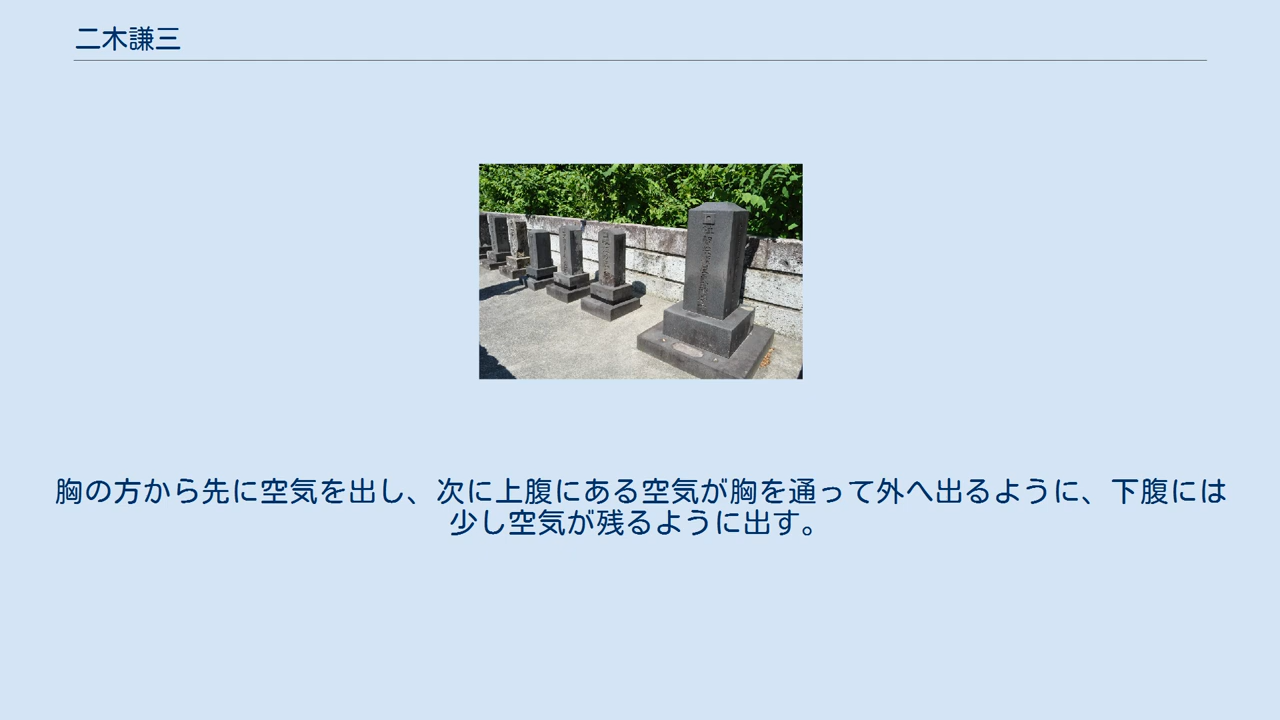 二木謙三
胸の方から先に空気を出し、次に上腹にある空気が胸を通って外へ出るように、下腹には
少し空気が残るように出す。